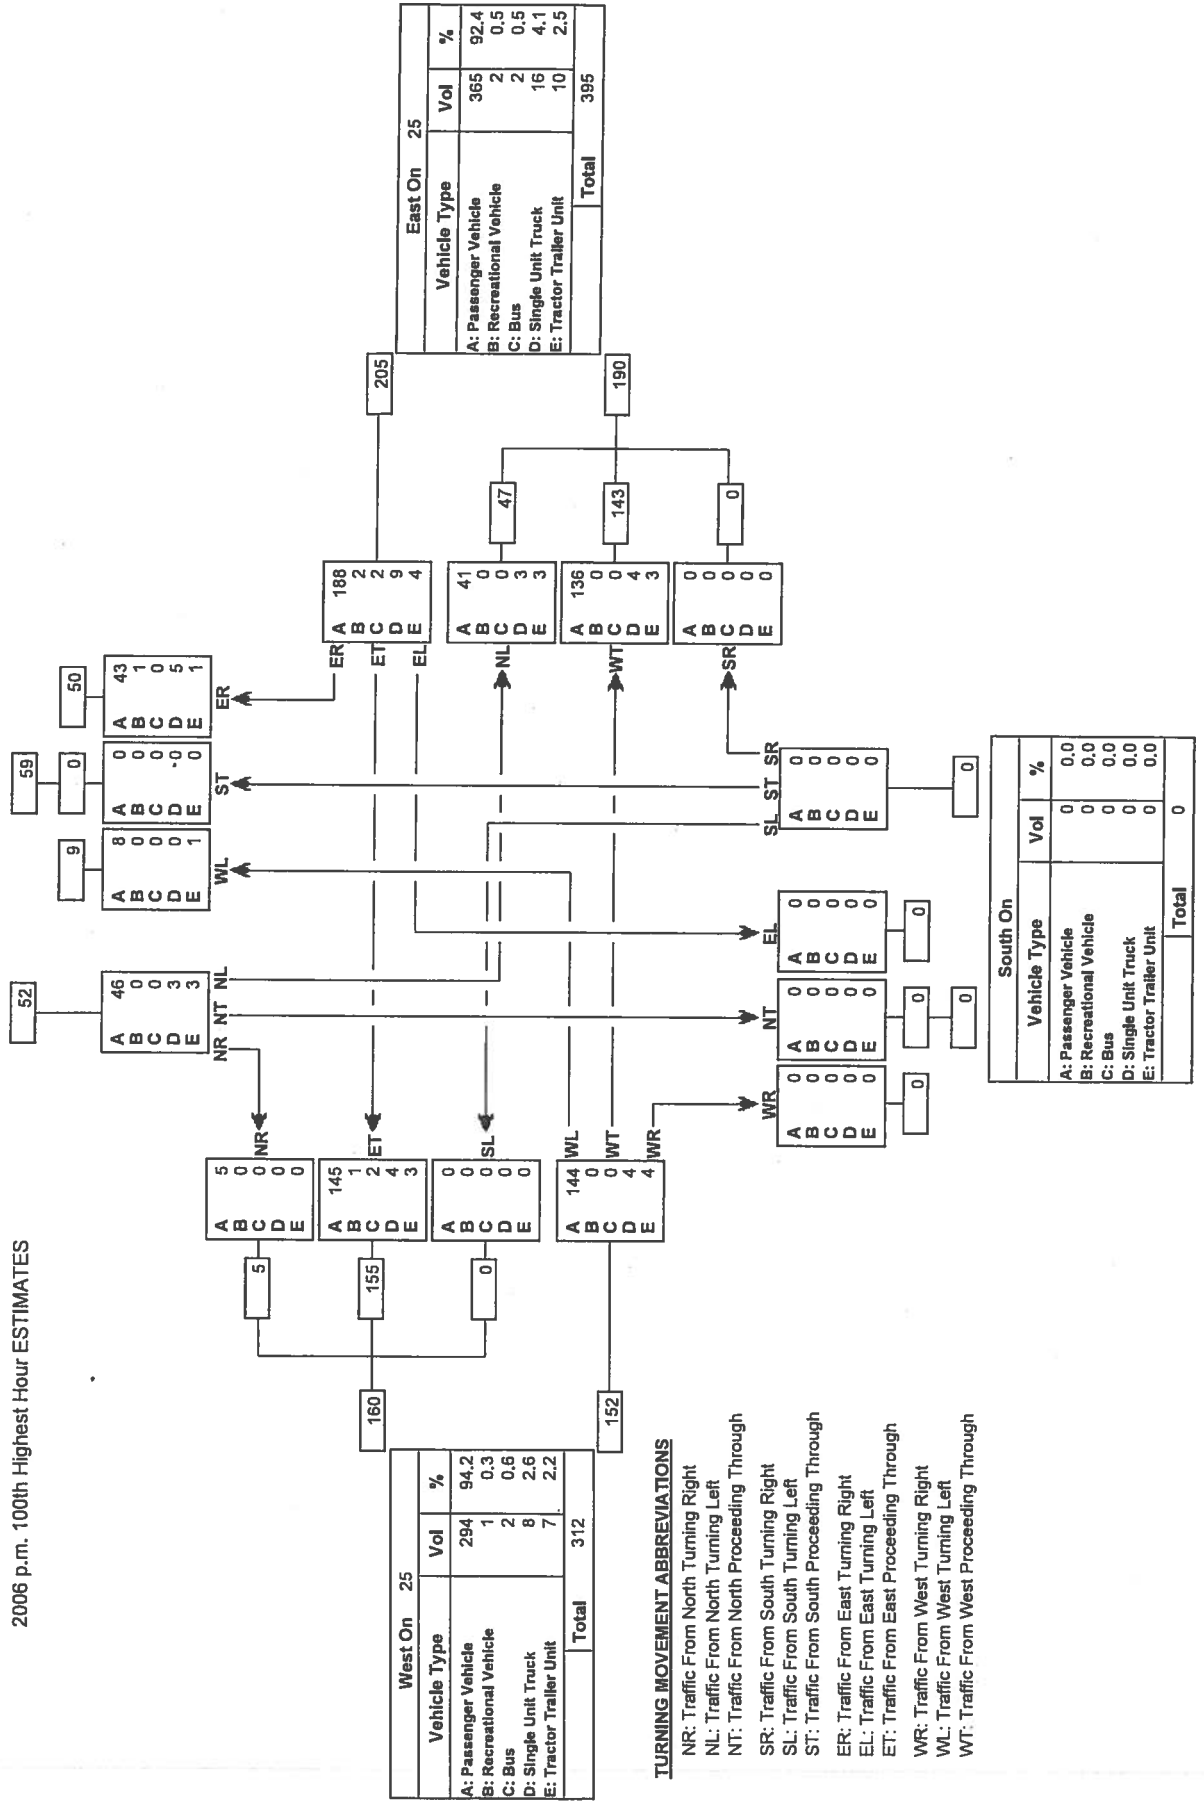 2006 p.m. 100th Highest Hour ESTIMATES
52
A 46
B 0
C 0
D 3
E 3
NR NT NL
59
9
A 8
B 0
C 0
D 0
E 1
WL
0
A 0
B 0
C 0
D -0
E 0
ST
50
A 43
B 1
C 0
D 5
E 1
ER
West On 25
Vehicle Type Vol %
A: Passenger Vehicle 294 94.2
B: Recreational Vehicle 1 0.3
C: Bus 2 0.6
D: Single Unit Truck 8 2.6
E: Tractor Trailer Unit 7 2.2
Total 312
160
152
5
A 5
B 0
C 0
D 0
E 0
NR
155
A 145
B 1
C 2
D 4
E 3
ET
0
A 0
B 0
C 0
D 0
E 0
SL
A 144
B 0
C 0
D 4
E 4
WL
WT
WR
ER
ET
EL
A 188
B 2
C 2
D 9
E 4
205
NL
A 41
B 0
C 0
D 3
E 3
47
WT
A 136
B 0
C 0
D 4
E 3
143
SR
A 0
B 0
C 0
D 0
E 0
0
190
East On 25
Vehicle Type Vol %
A: Passenger Vehicle 365 92.4
B: Recreational Vehicle 2 0.5
C: Bus 2 0.5
D: Single Unit Truck 16 4.1
E: Tractor Trailer Unit 10 2.5
Total 395
WR
A 0
B 0
C 0
D 0
E 0
0
NT
A 0
B 0
C 0
D 0
E 0
0
0
EL
A 0
B 0
C 0
D 0
E 0
0
SL ST SR
A 0
B 0
C 0
D 0
E 0
0
South On
Vehicle Type Vol %
A: Passenger Vehicle 0 0.0
B: Recreational Vehicle 0 0.0
C: Bus 0 0.0
D: Single Unit Truck 0 0.0
E: Tractor Trailer Unit 0 0.0
Total 0
TURNING MOVEMENT ABBREVIATIONS
NR: Traffic From North Turning Right
NL: Traffic From North Turning Left
NT: Traffic From North Proceeding Through
SR: Traffic From South Turning Right
SL: Traffic From South Turning Left
ST: Traffic From South Proceeding Through
ER: Traffic From East Turning Right
EL: Traffic From East Turning Left
ET: Traffic From East Proceeding Through
WR: Traffic From West Turning Right
WL: Traffic From West Turning Left
WT: Traffic From West Proceeding Through